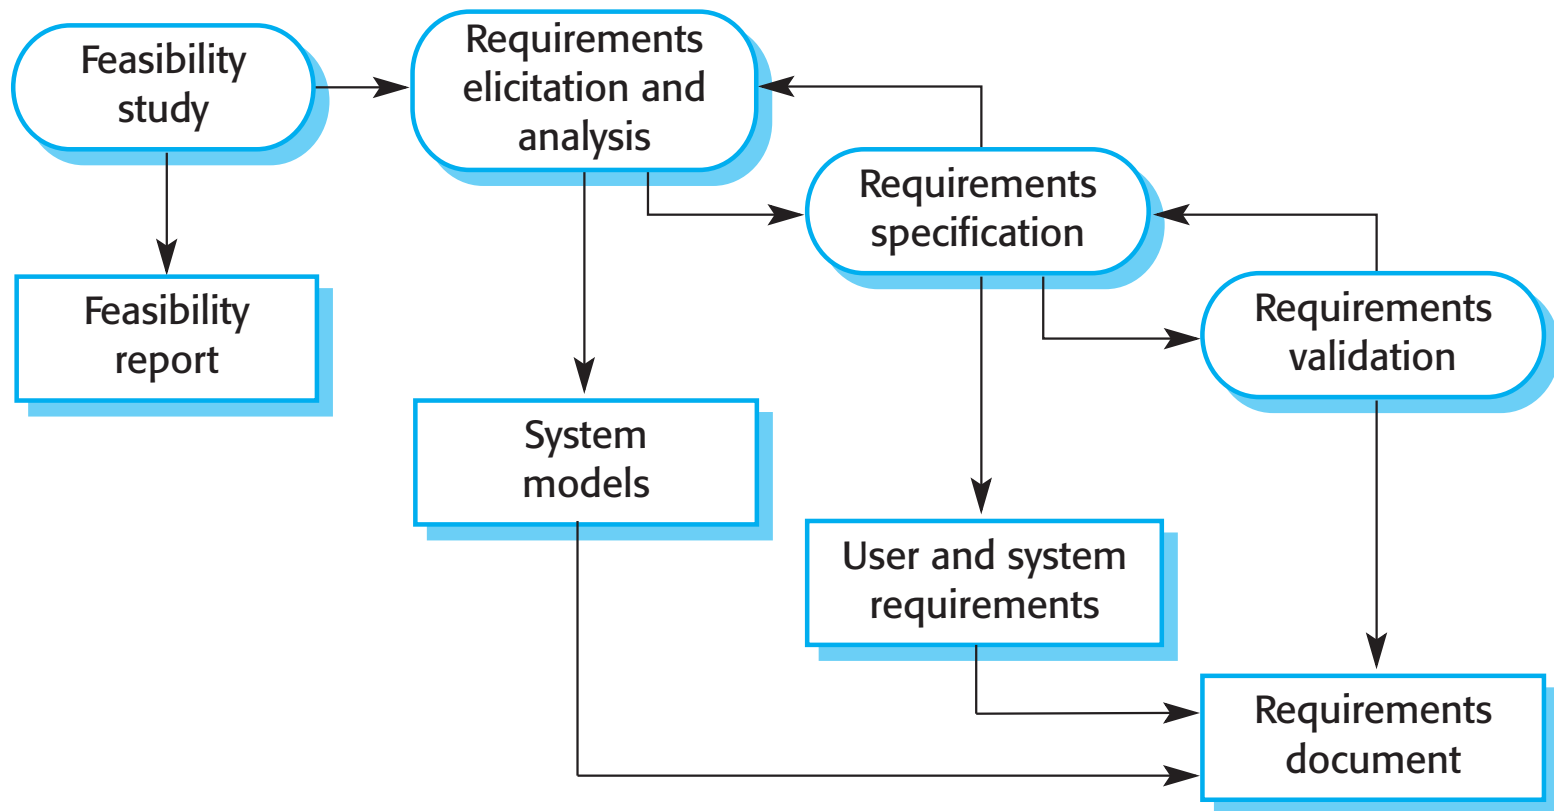 Feasibility
study
Requirements
elicitation and
analysis
Requirements
specification
Requirements
validation
Feasibility
report
System
models
User and system
requirements
Requirements
document